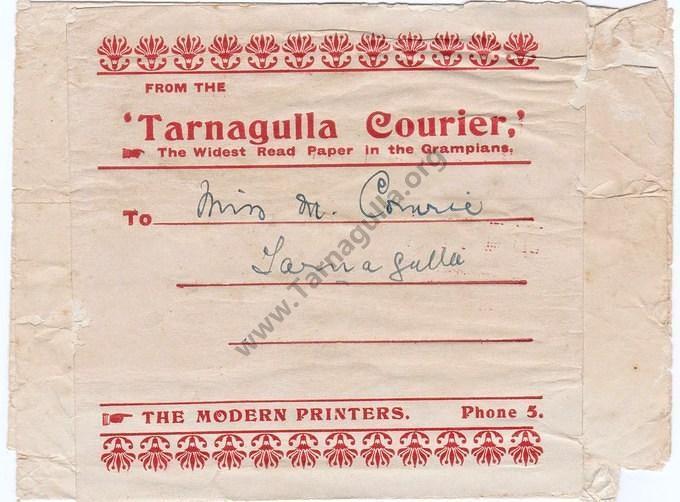 FROM THE
'Tarnagulla Courier,'
The Widest Read Paper in the Grampians.
To Miss M. Comrie
Tarnagulla
www.Tarnagulla.org
THE MODERN PRINTERS. Phone 5.